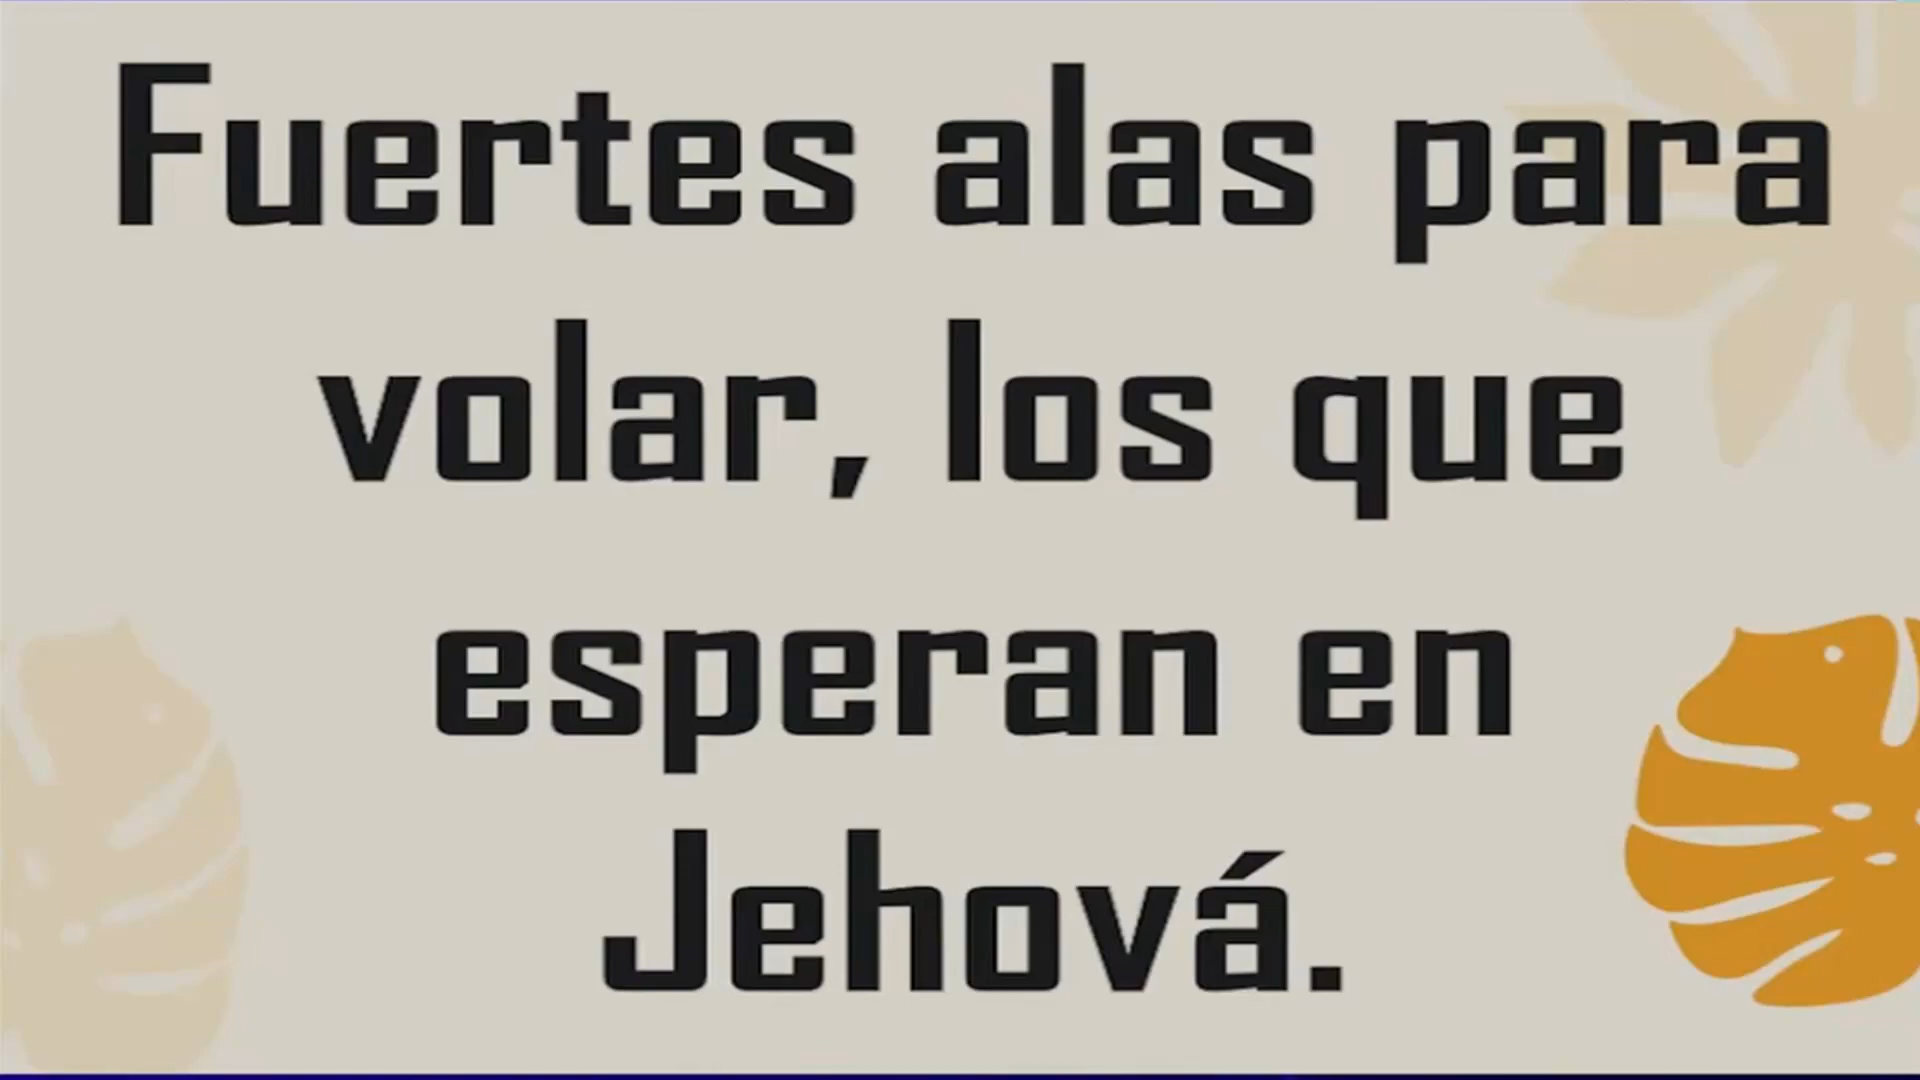 Fuertes alas para
volar, los que
esperan en
Jehová.